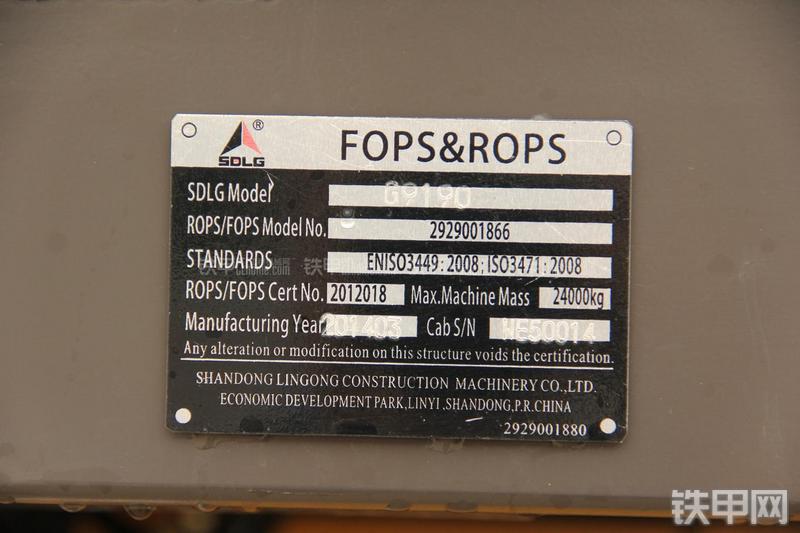 ® FOPS&ROPS
SDLG
SDLG Model G9190
ROPS/FOPS Model No. 2929001866
STANDARDS ENISO3449:2008;ISO3471:2008
ROPS/FOPS Cert No. 2012018 Max.Machine Mass 24000kg
Manufacturing Year 201403 Cab S/N WE50014
Any alteration or modification on this structure voids the certification.
SHANDONG LINGONG CONSTRUCTION MACHINERY CO.,LTD.
ECONOMIC DEVELOPMENT PARK,LINYI,SHANDONG,P.R.CHINA
2929001880
铁甲网